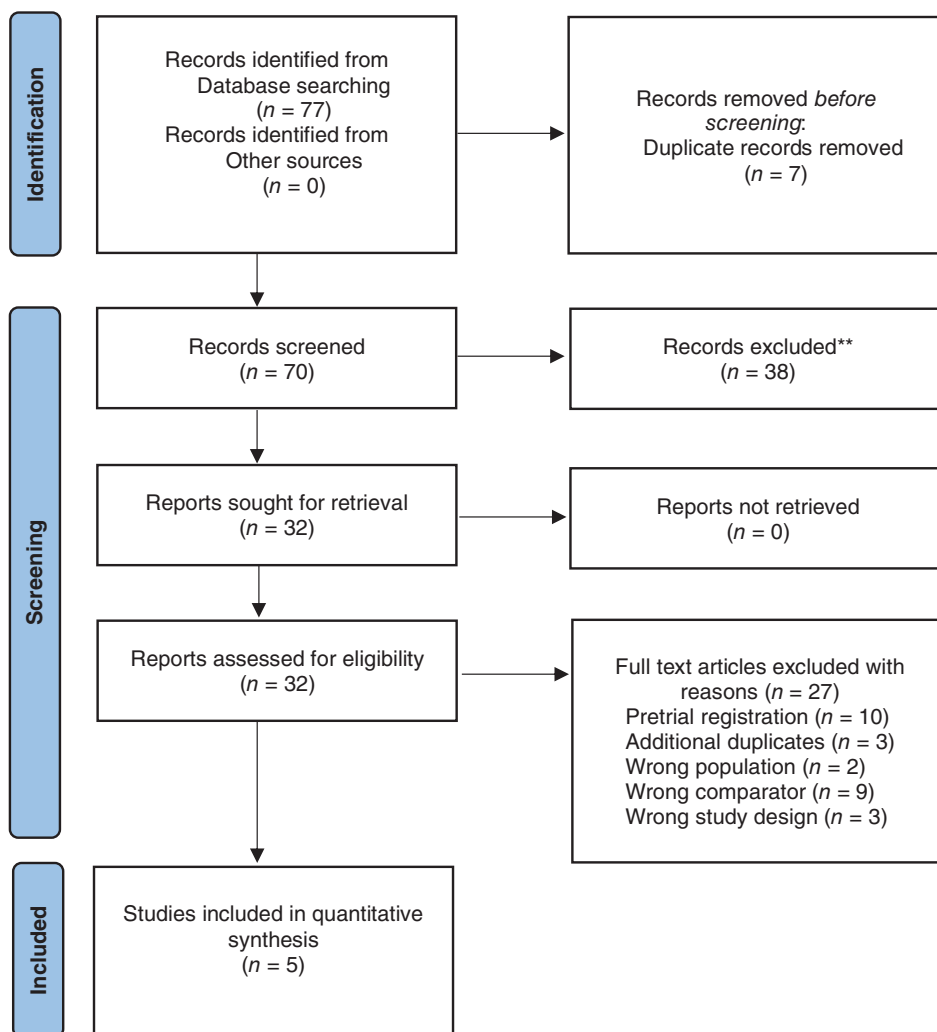 Identification
Records identified from
Database searching
(n = 77)
Records identified from
Other sources
(n = 0)
Records removed before
screening:
Duplicate records removed
(n = 7)
Screening
Records screened
(n = 70)
Records excluded**
(n = 38)
Reports sought for retrieval
(n = 32)
Reports not retrieved
(n = 0)
Reports assessed for eligibility
(n = 32)
Full text articles excluded with
reasons (n = 27)
Pretrial registration (n = 10)
Additional duplicates (n = 3)
Wrong population (n = 2)
Wrong comparator (n = 9)
Wrong study design (n = 3)
Included
Studies included in quantitative
synthesis
(n = 5)